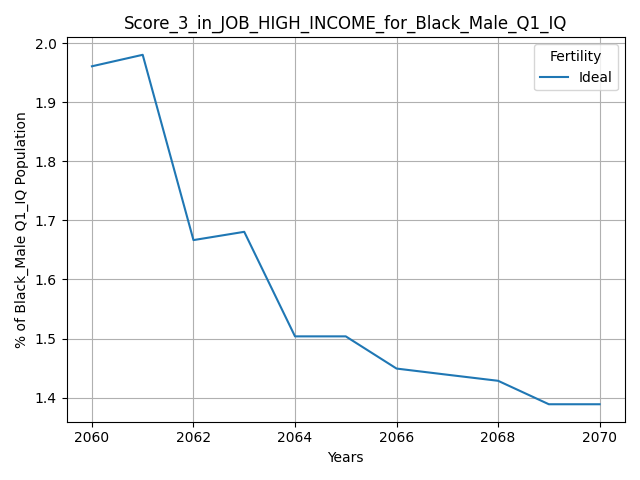 Score_3_in_JOB_HIGH_INCOME_for_Black_Male_Q1_IQ
Fertility
Ideal
% of Black_Male Q1_IQ Population
2.0
1.9
1.8
1.7
1.6
1.5
1.4
2060 2062 2064 2066 2068 2070
Years